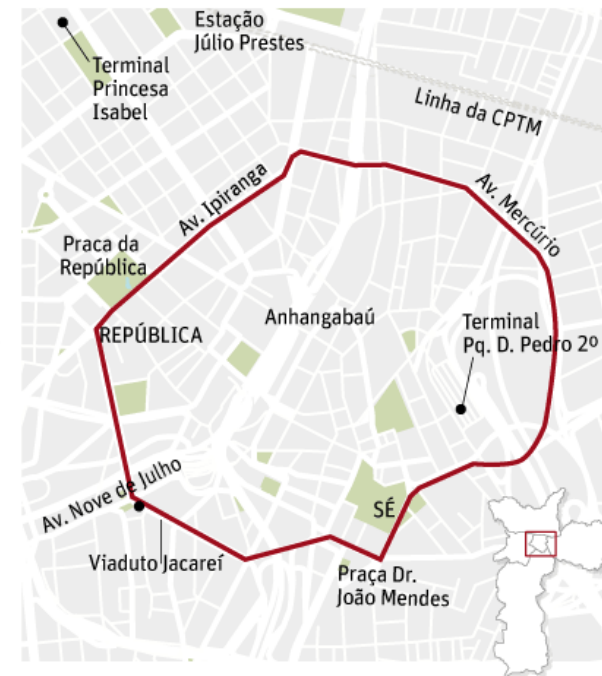 Estação
Júlio Prestes
Terminal
Princesa
Isabel
Linha da CPTM
Av. Ipiranga
Av. Mercúrio
Praca da
República
REPÚBLICA
Anhangabaú
Terminal
Pq. D. Pedro 2º
Av. Nove de Julho
SÉ
Viaduto Jacareí
Praça Dr.
João Mendes